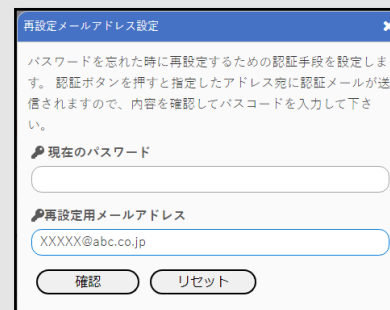 再設定メールアドレス設定
パスワードを忘れた時に再設定するための認証手段を設定しま
す。 認証ボタンを押すと指定したアドレス宛に認証メールが送
信されますので、内容を確認してパスコードを入力して下さ
い。
現在のパスワード
再設定用メールアドレス
XXXXX@abc.co.jp
確認 リセット